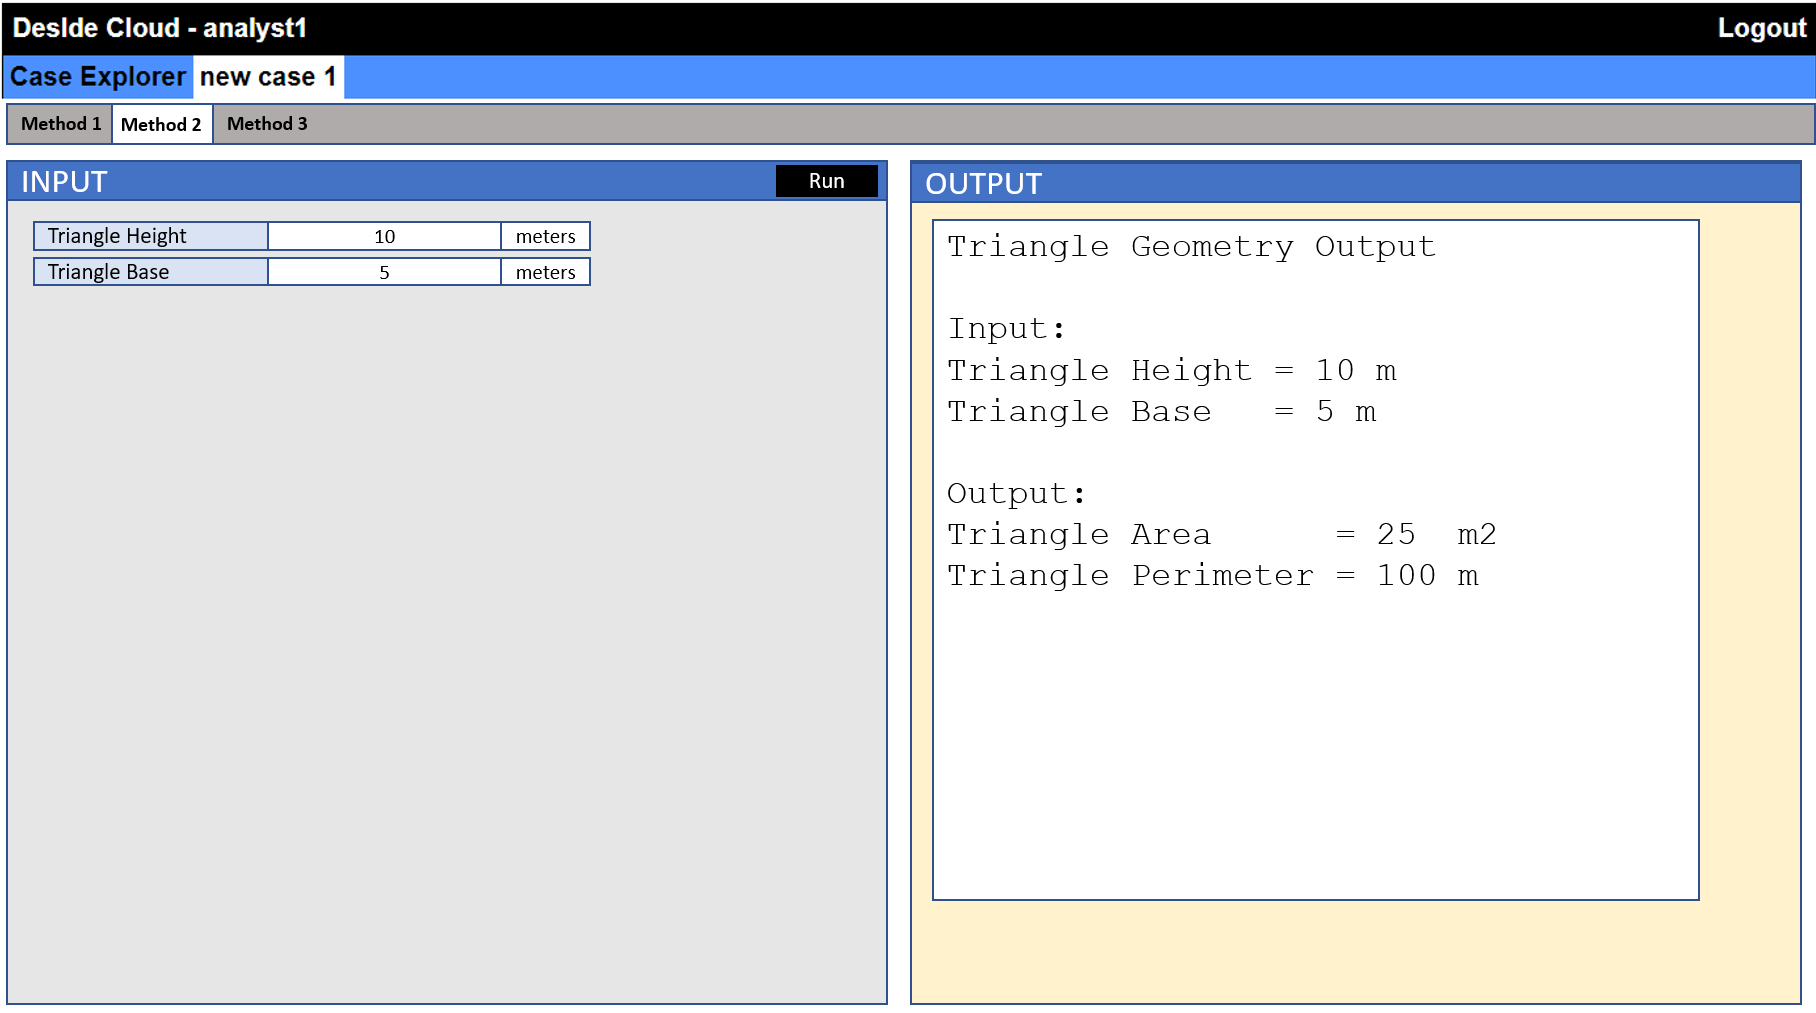 DesIde Cloud - analyst1 Logout
Case Explorer new case 1
Method 1 Method 2 Method 3
INPUT Run
Triangle Height 10 meters
Triangle Base 5 meters
OUTPUT
Triangle Geometry Output
Input:
Triangle Height = 10 m
Triangle Base   = 5 m
Output:
Triangle Area      = 25  m2
Triangle Perimeter = 100 m